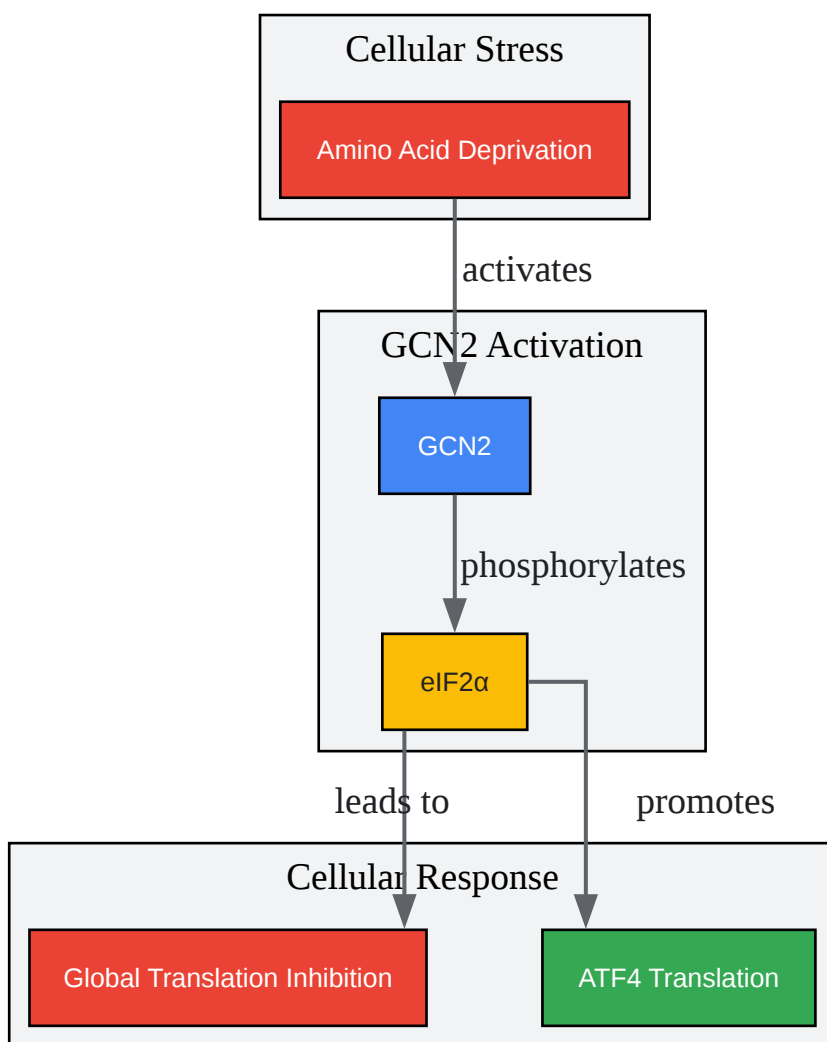 Cellular Stress
Amino Acid Deprivation
activates
GCN2 Activation
GCN2
phosphorylates
eIF2α
leads to
promotes
Cellular Response
Global Translation Inhibition
ATF4 Translation